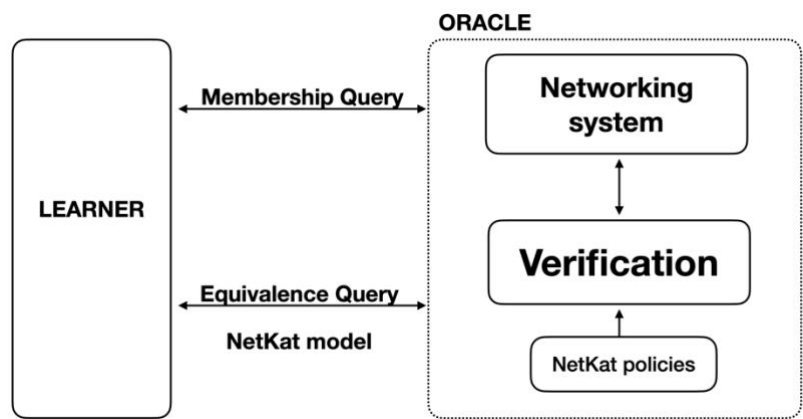 ORACLE
LEARNER
Membership Query
Equivalence Query
NetKat model
Networking
system
Verification
NetKat policies